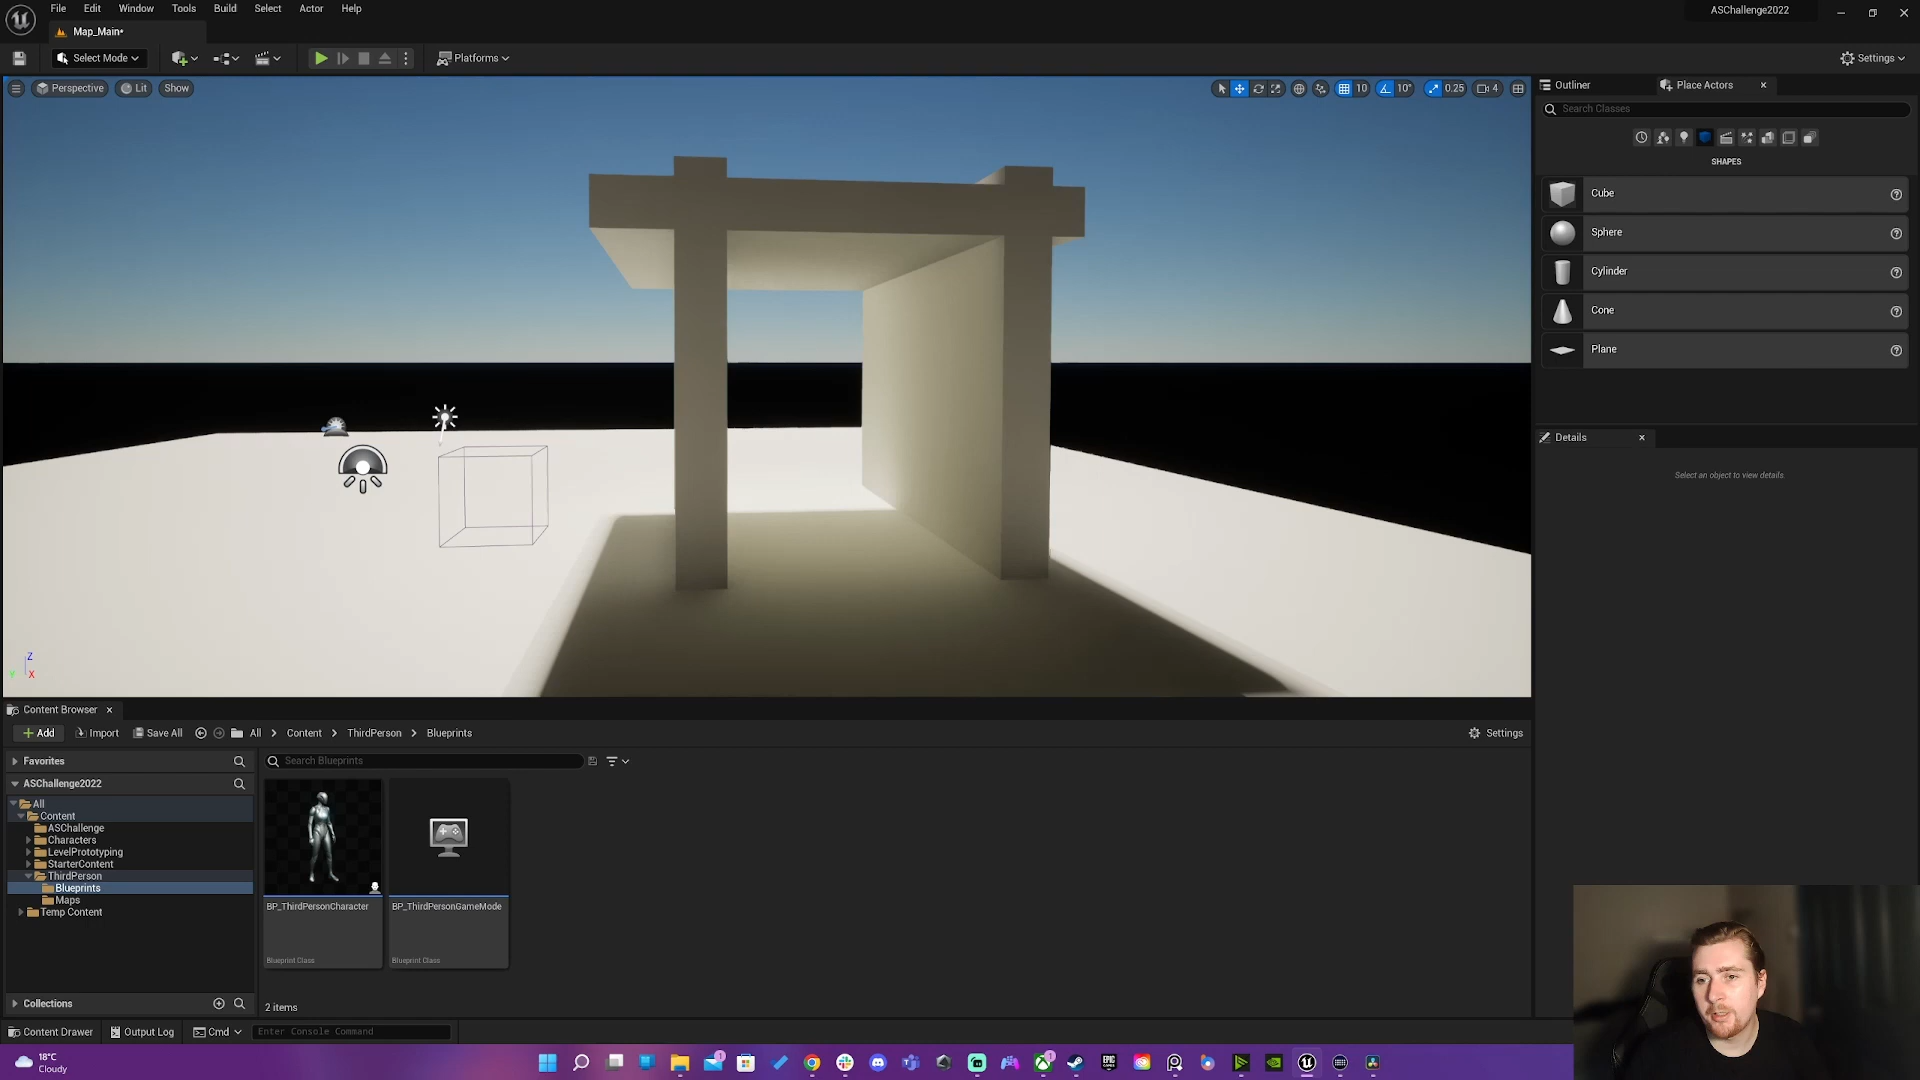 File Edit Window Tools Build Select Actor Help
ASChallenge2022
Map_Main*
Select Mode
Platforms
Settings
Perspective
Lit
Show
10
10°
0.25
4
Outliner
Place Actors
Search Classes
SHAPES
Cube
Sphere
Cylinder
Cone
Plane
Details
Select an object to view details.
Z
Y
X
Content Browser
Add
Import
Save All
All > Content > ThirdPerson > Blueprints
Settings
Favorites
Search Blueprints
ASChallenge2022
All
Content
ASChallenge
Characters
LevelPrototyping
StarterContent
ThirdPerson
Blueprints
Maps
Temp Content
BP_ThirdPersonCharacter
Blueprint Class
BP_ThirdPersonGameMode
Blueprint Class
Collections
2 items
Content Drawer
Output Log
Cmd
Enter Console Command
18°C
Cloudy